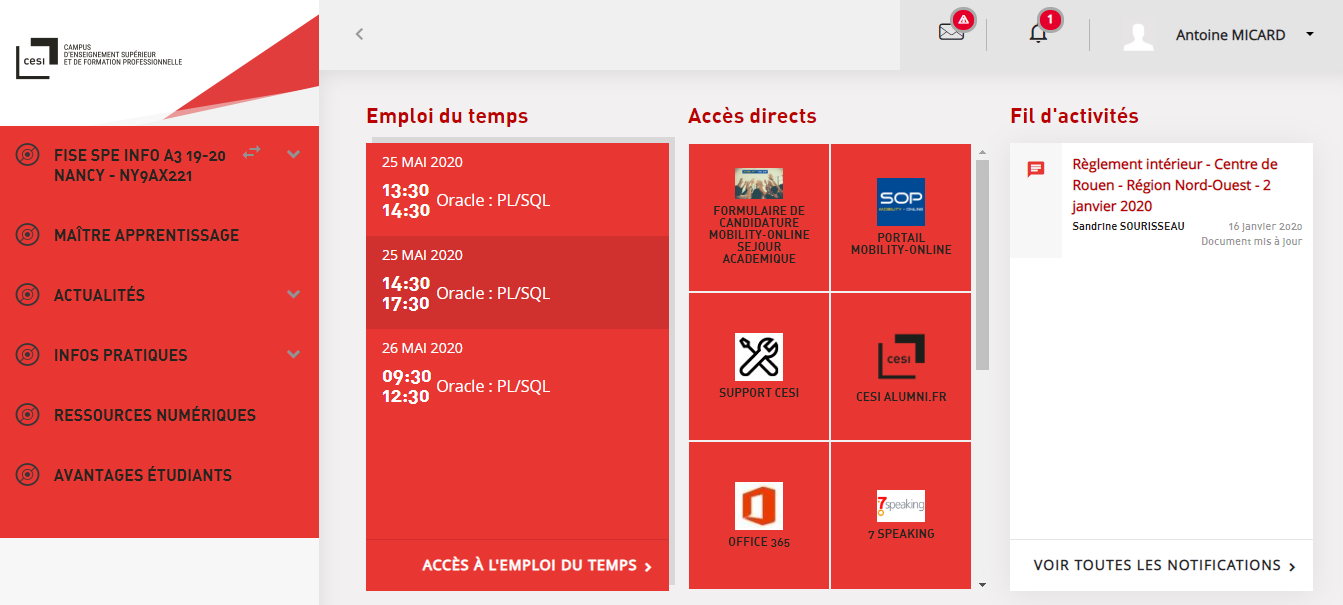 cesi
CAMPUS
D'ENSEIGNEMENT SUPÉRIEUR
ET DE FORMATION PROFESSIONNELLE
1
Antoine MICARD
FISE SPE INFO A3 19-20
NANCY - NY9AX221
MAÎTRE APPRENTISSAGE
ACTUALITÉS
INFOS PRATIQUES
RESSOURCES NUMÉRIQUES
AVANTAGES ÉTUDIANTS
Emploi du temps
25 MAI 2020
13:30
14:30
Oracle : PL/SQL
25 MAI 2020
14:30
17:30
Oracle : PL/SQL
26 MAI 2020
09:30
12:30
Oracle : PL/SQL
ACCÈS À L'EMPLOI DU TEMPS
Accès directs
FORMULAIRE DE
CANDIDATURE
MOBILITY-ONLINE
SEJOUR
ACADEMIQUE
SOP
MOBILITY - ONLINE
PORTAIL
MOBILITY-ONLINE
SUPPORT CESI
cesi
CESI ALUMNI.FR
OFFICE 365
7speaking
7 SPEAKING
Fil d'activités
Règlement intérieur - Centre de
Rouen - Région Nord-Ouest - 2
janvier 2020
Sandrine SOURISSEAU
16 janvier 2020
Document mis à jour
VOIR TOUTES LES NOTIFICATIONS